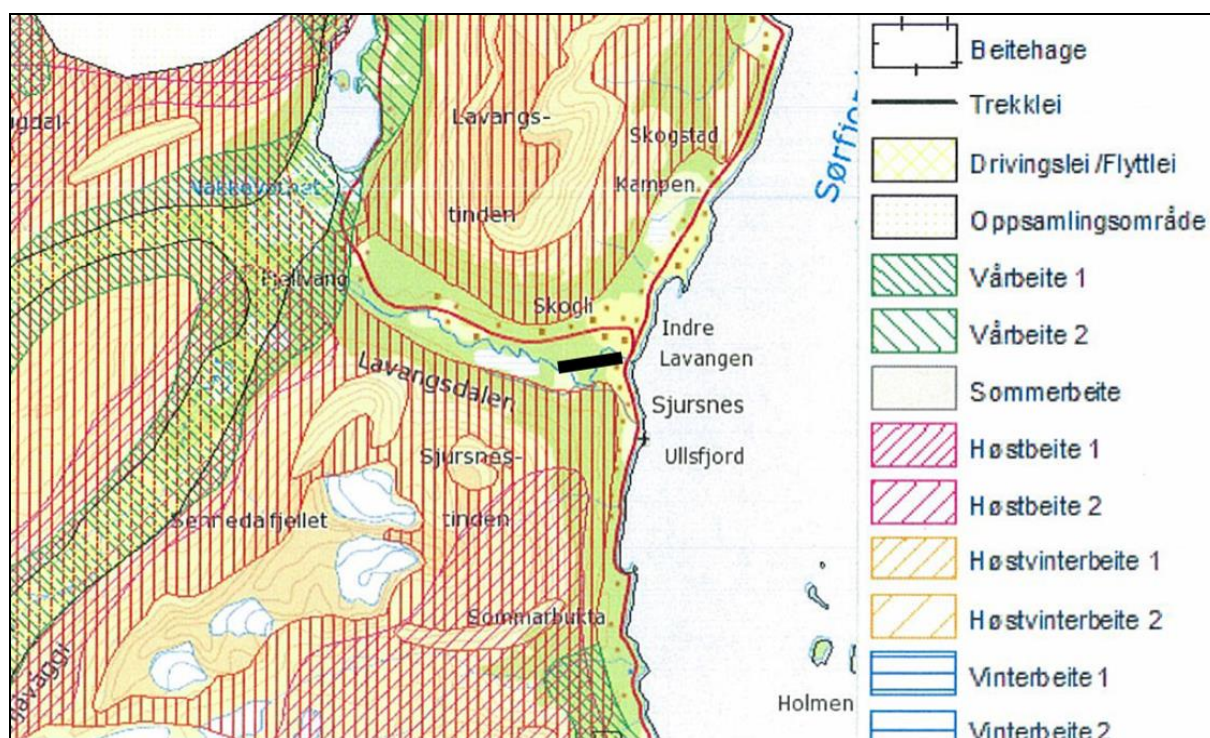 Lavangs-
tinden
Skogstad
Kampen
Sørfjo
Nakkevatnet
Fjellvang
Skogli
Indre
Lavangen
Lavangsdalen
Sjursnes
Sjursnes-
tinden
Ullsfjord
Sennedalfjellet
Sommarbukta
Holmen
Beitehage
Trekklei
Drivingslei/Flyttlei
Oppsamlingsområde
Vårbeite 1
Vårbeite 2
Sommerbeite
Høstbeite 1
Høstbeite 2
Høstvinterbeite 1
Høstvinterbeite 2
Vinterbeite 1
Vinterbeite 2